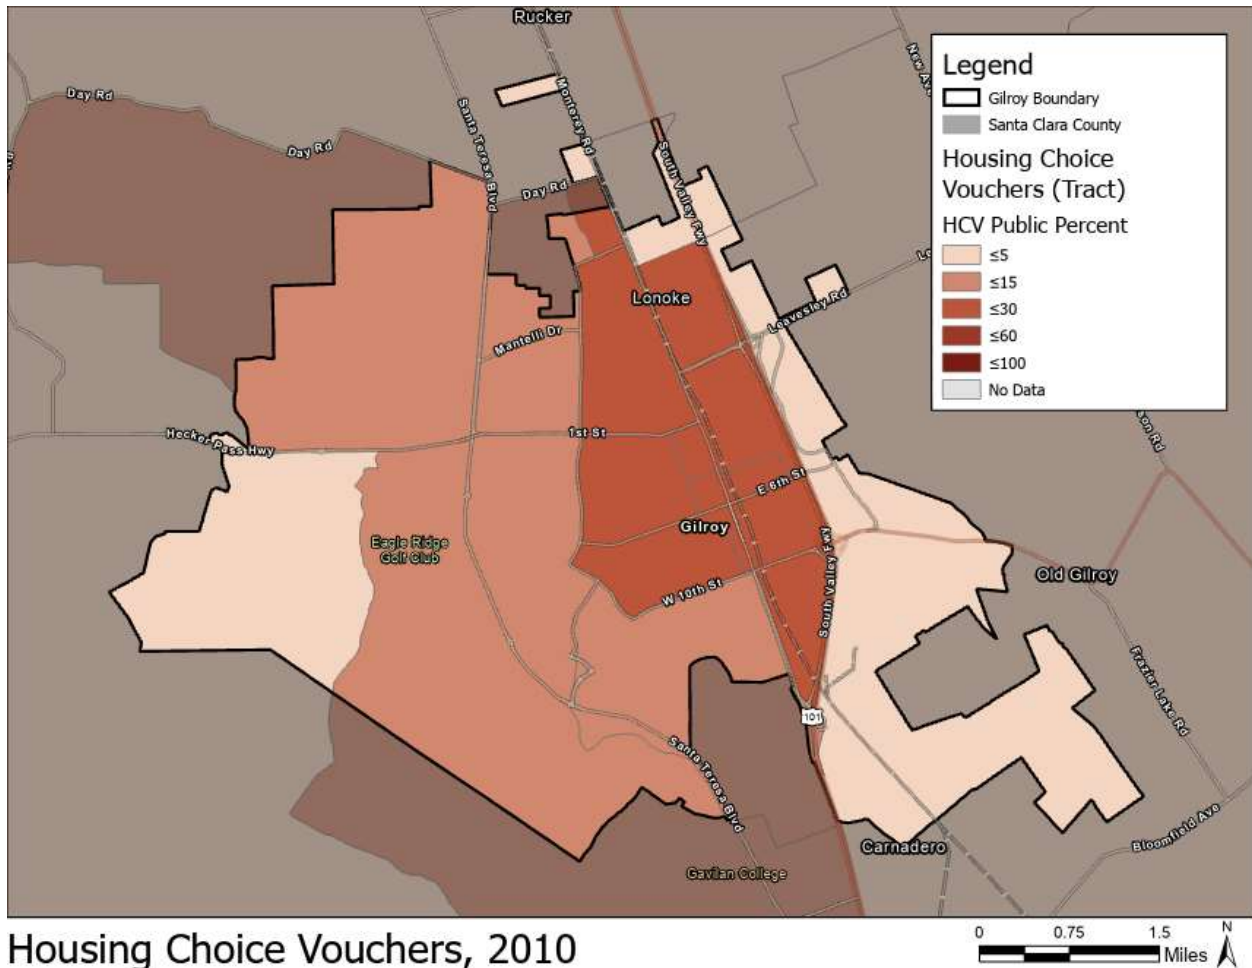 Rucker
New Ave
Day Rd
Santa Teresa Blvd
Monterey Rd
Day Rd
South Valley Fwy
Day Rd
Lonoke
Leavesley Rd
Mantelli Dr
Hecker Pass Hwy
1st St
E 6th St
Gilroy
Eagle Ridge
Golf Club
W 10th St
South Valley Fwy
Old Gilroy
101
Frazier Lake Rd
Santa Teresa Blvd
Bloomfield Ave
Carnadero
Gavilan College
Legend
Gilroy Boundary
Santa Clara County
Housing Choice
Vouchers (Tract)
HCV Public Percent
≤5
≤15
≤30
≤60
≤100
No Data
Housing Choice Vouchers, 2010
0 0.75 1.5
Miles
N